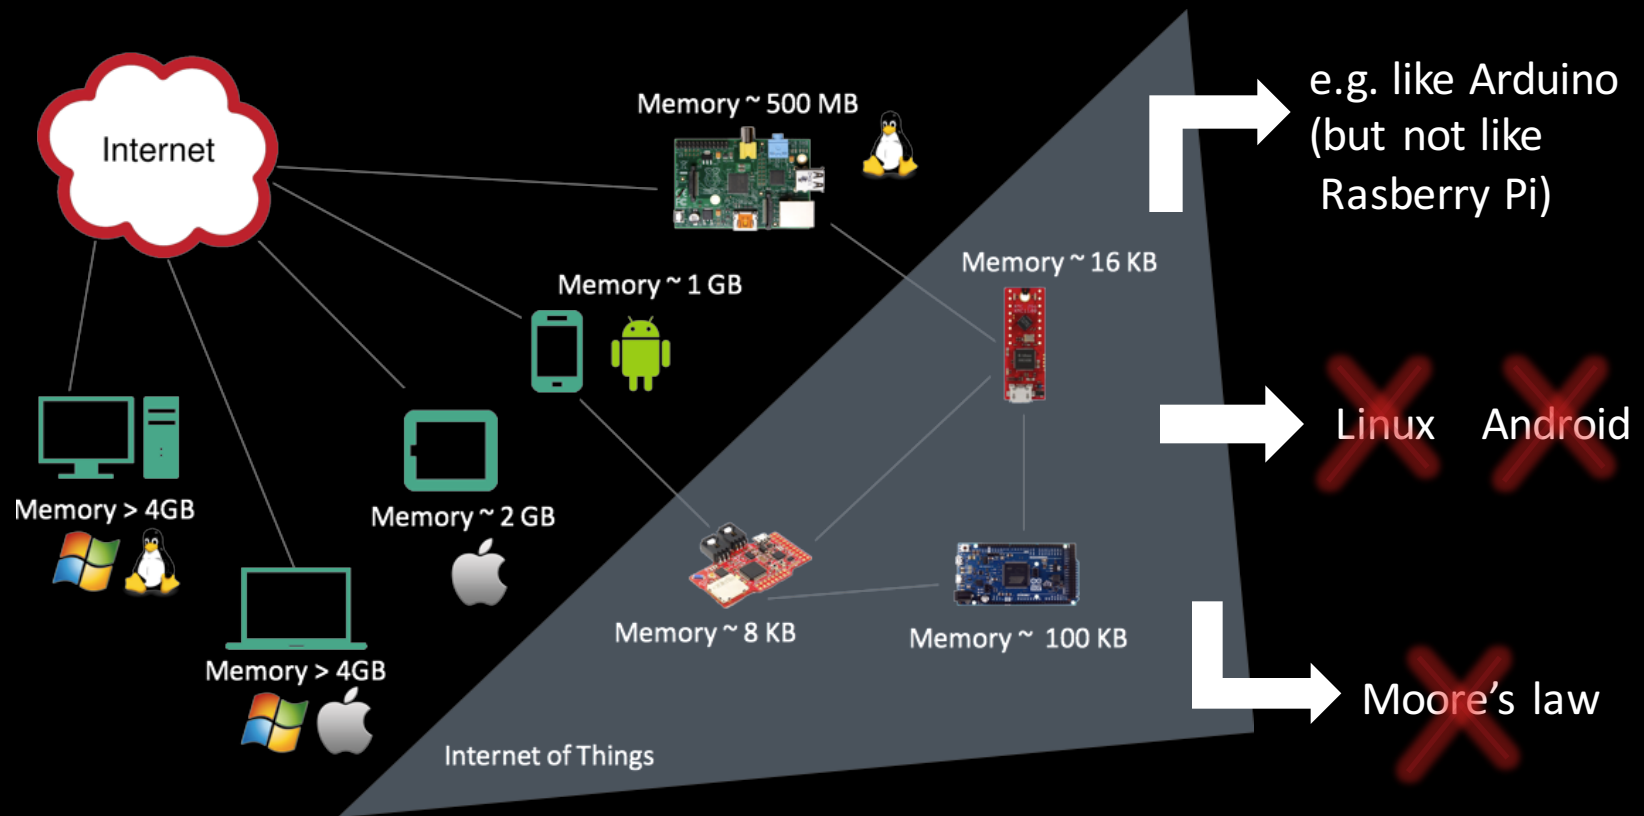 Internet
Memory ~ 500 MB
e.g. like Arduino
(but not like
Rasberry Pi)
Memory ~ 16 KB
Memory ~ 1 GB
Linux Android
Memory > 4GB
Memory ~ 2 GB
Memory ~ 8 KB
Memory ~ 100 KB
Memory > 4GB
Moore’s law
Internet of Things